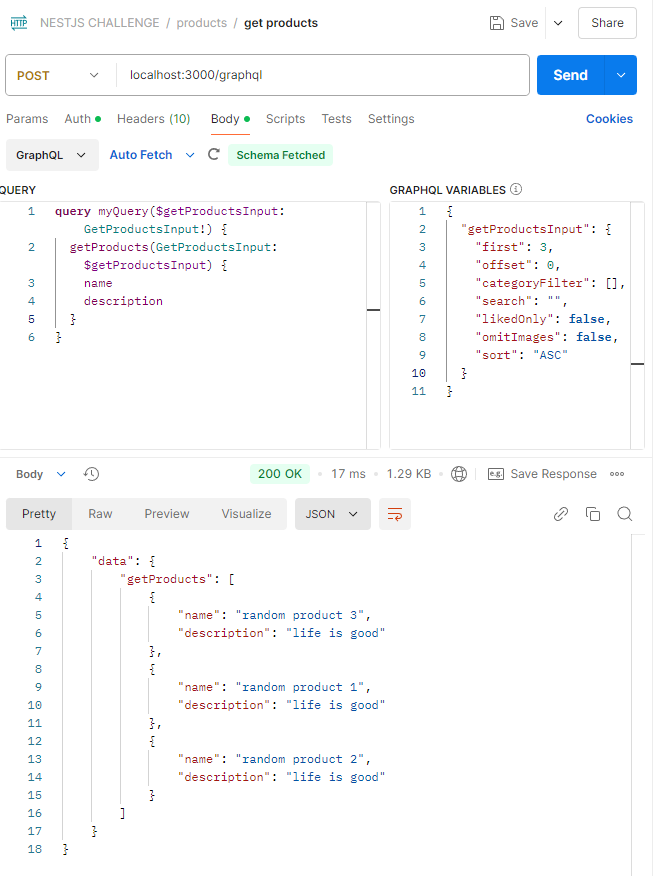 HTTP NESTJS CHALLENGE / products / get products Save Share
POST localhost:3000/graphql Send
Params Auth Headers (10) Body Scripts Tests Settings Cookies
GraphQL Auto Fetch Schema Fetched
QUERY
1 query myQuery($getProductsInput:
GetProductsInput!) {
2 getProducts(GetProductsInput:
$getProductsInput) {
3 name
4 description
5 }
6 }
GRAPHQL VARIABLES
1 {
2 "getProductsInput": {
3 "first": 3,
4 "offset": 0,
5 "categoryFilter": [],
6 "search": "",
7 "likedOnly": false,
8 "omitImages": false,
9 "sort": "ASC"
10 }
11 }
Body 200 OK 17 ms 1.29 KB e.g. Save Response
Pretty Raw Preview Visualize JSON
1 {
2 "data": {
3 "getProducts": [
4 {
5 "name": "random product 3",
6 "description": "life is good"
7 },
8 {
9 "name": "random product 1",
10 "description": "life is good"
11 },
12 {
13 "name": "random product 2",
14 "description": "life is good"
15 }
16 ]
17 }
18 }